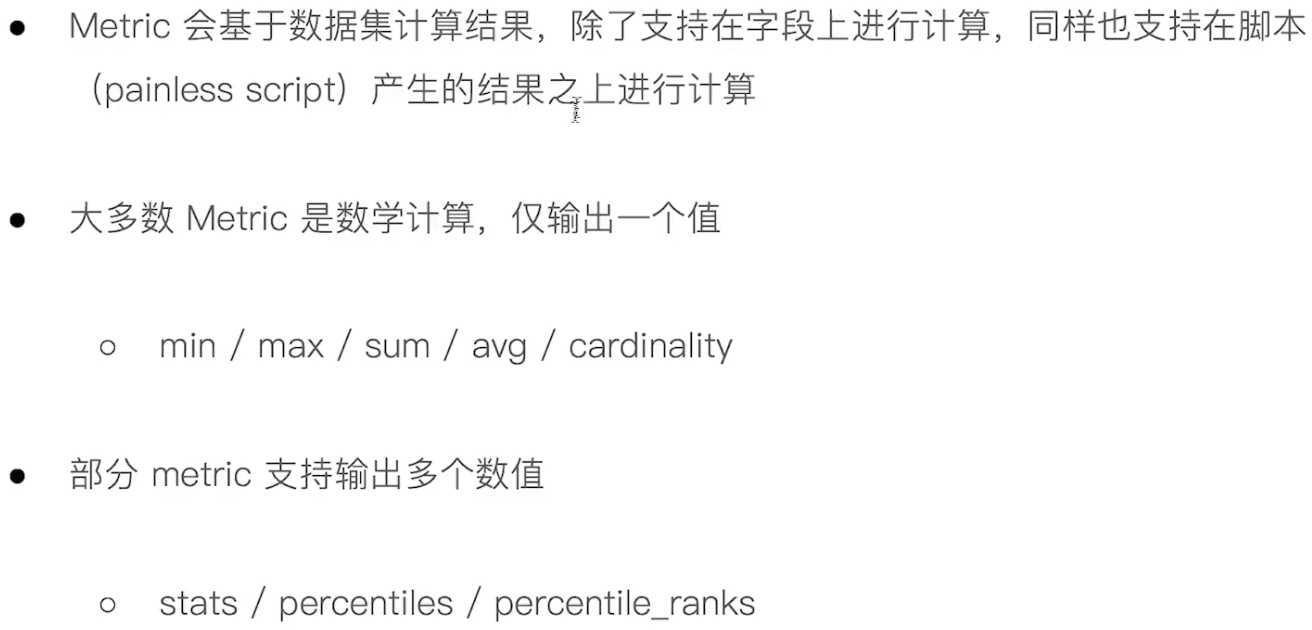 ● Metric 会基于数据集计算结果，除了支持在字段上进行计算，同样也支持在脚本
（painless script）产生的结果之上进行计算
● 大多数 Metric 是数学计算，仅输出一个值
○ min / max / sum / avg / cardinality
● 部分 metric 支持输出多个数值
○ stats / percentiles / percentile_ranks